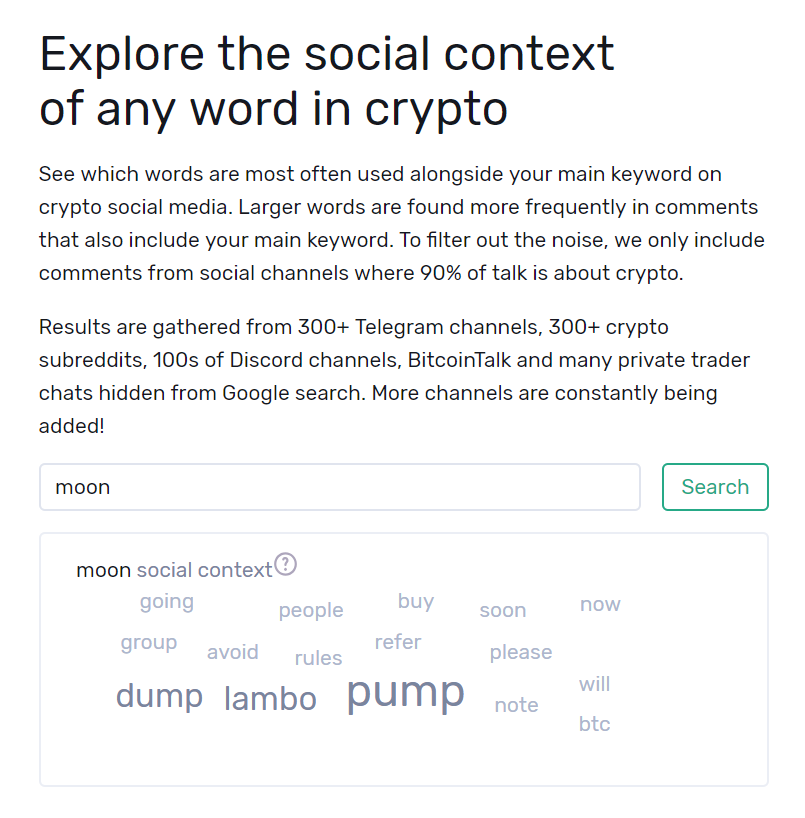 Explore the social context
of any word in crypto
See which words are most often used alongside your main keyword on
crypto social media. Larger words are found more frequently in comments
that also include your main keyword. To filter out the noise, we only include
comments from social channels where 90% of talk is about crypto.
Results are gathered from 300+ Telegram channels, 300+ crypto
subreddits, 100s of Discord channels, BitcoinTalk and many private trader
chats hidden from Google search. More channels are constantly being
added!
moon
Search
moon social context ?
going people buy soon now
group avoid rules refer please
dump lambo pump note will
btc